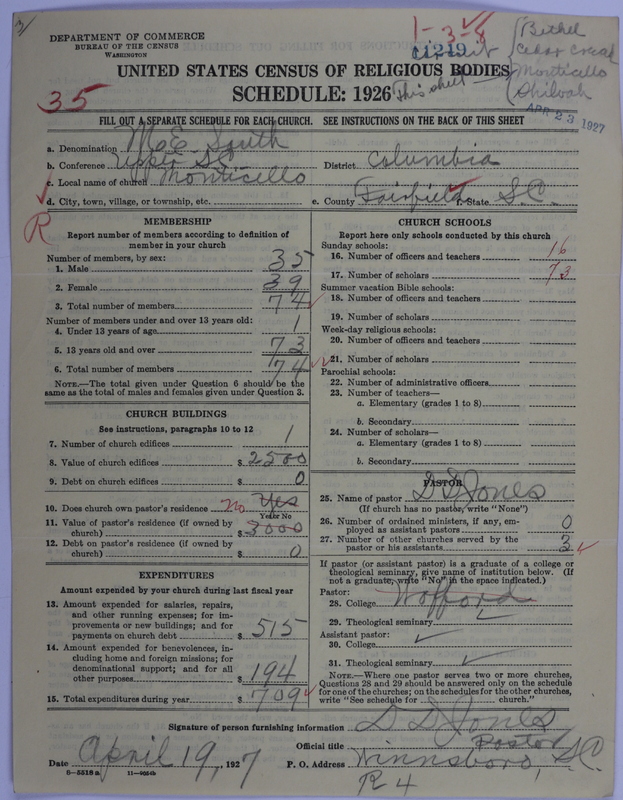 DEPARTMENT OF COMMERCE
BUREAU OF THE CENSUS
WASHINGTON
1-3
1219
Circuit
Bethel
Cedar Creek
Monticello
Shiloah
This sheet
UNITED STATES CENSUS OF RELIGIOUS BODIES
SCHEDULE: 1926
35
APR 23 1927
FILL OUT A SEPARATE SCHEDULE FOR EACH CHURCH. SEE INSTRUCTIONS ON THE BACK OF THIS SHEET
a. Denomination M.E. South
b. Conference Upper S.C. District Columbia
c. Local name of church Monticello
d. City, town, village, or township, etc. e. County Fairfield f. State S.C.
R
MEMBERSHIP
Report number of members according to definition of
member in your church
Number of members, by sex:
1. Male 35
2. Female 39
3. Total number of members 74
Number of members under and over 13 years old:
4. Under 13 years of age 1
5. 13 years old and over 73
6. Total number of members 74
NOTE.—The total given under Question 6 should be the
same as the total of males and females given under Question 3.
CHURCH BUILDINGS
See instructions, paragraphs 10 to 12
7. Number of church edifices 1
8. Value of church edifices $ 2500
9. Debt on church edifices $ 0
10. Does church own pastor's residence no Yes
Yes or No
11. Value of pastor's residence (if owned by
church) $ 3000
12. Debt on pastor's residence (if owned by
church) $ 0
EXPENDITURES
Amount expended by your church during last fiscal year
13. Amount expended for salaries, repairs,
and other running expenses; for im-
provements or new buildings; and for
payments on church debt $ 515
14. Amount expended for benevolences, in-
cluding home and foreign missions; for
denominational support; and for all
other purposes $ 194
15. Total expenditures during year $ 709
CHURCH SCHOOLS
Report here only schools conducted by this church
Sunday schools:
16. Number of officers and teachers 16
17. Number of scholars 73
Summer vacation Bible schools:
18. Number of officers and teachers
19. Number of scholars
Week-day religious schools:
20. Number of officers and teachers
21. Number of scholars
Parochial schools:
22. Number of administrative officers
23. Number of teachers—
a. Elementary (grades 1 to 8)
b. Secondary
24. Number of scholars—
a. Elementary (grades 1 to 8)
b. Secondary
PASTOR
25. Name of pastor D D Jones
(If church has no pastor, write "None")
26. Number of ordained ministers, if any, em-
ployed as assistant pastors 0
27. Number of other churches served by the
pastor or his assistants 3
If pastor (or assistant pastor) is a graduate of a college or
theological seminary, give name of institution below. (If
not a graduate, write "No" in the space indicated.)
Pastor:
28. College Wofford
29. Theological seminary
Assistant pastor:
30. College
31. Theological seminary
NOTE.—Where one pastor serves two or more churches,
Questions 28 and 29 should be answered only on the schedule
for one of the churches; on the schedules for the other churches,
write "See schedule for church."
Signature of person furnishing information D D Jones
Official title Pastor
Date April 19, 1927 P. O. Address Winnsboro, S.C.
R 4
6-5518 a 11-9054b